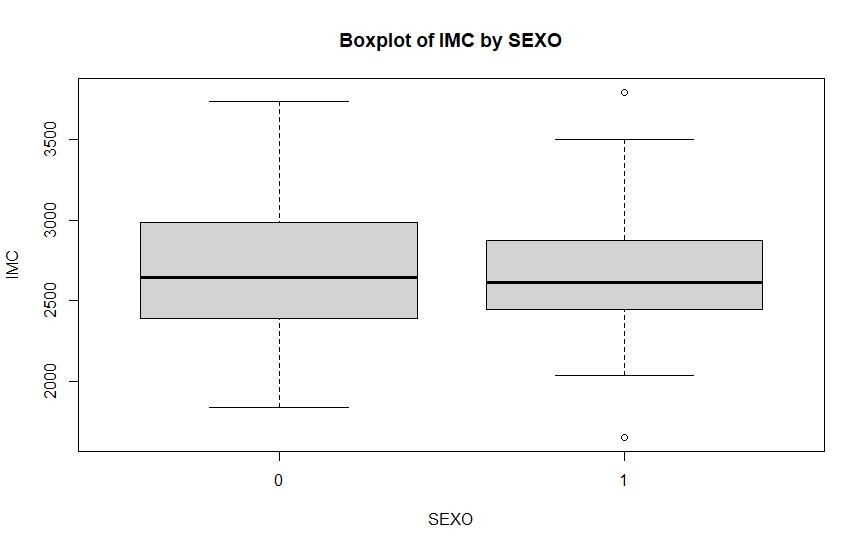 Boxplot of IMC by SEXO
IMC
3500
3000
2500
2000
0 1
SEXO